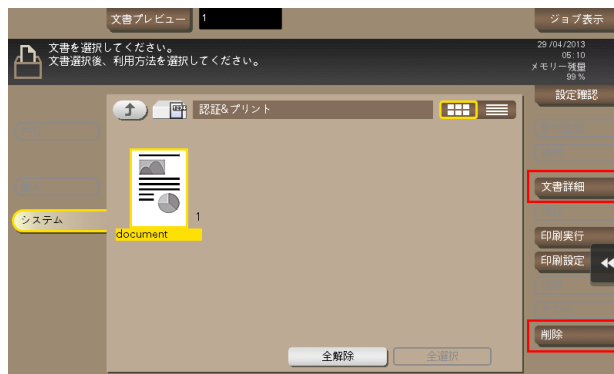 文書プレビュー
1
ジョブ表示
文書を選択してください。
文書選択後、利用方法を選択してください。
29/04/2013
05:10
メモリー残量
99%
設定確認
認証&プリント
文書詳細
1
システム
document
印刷実行
印刷設定
削除
全解除
全選択